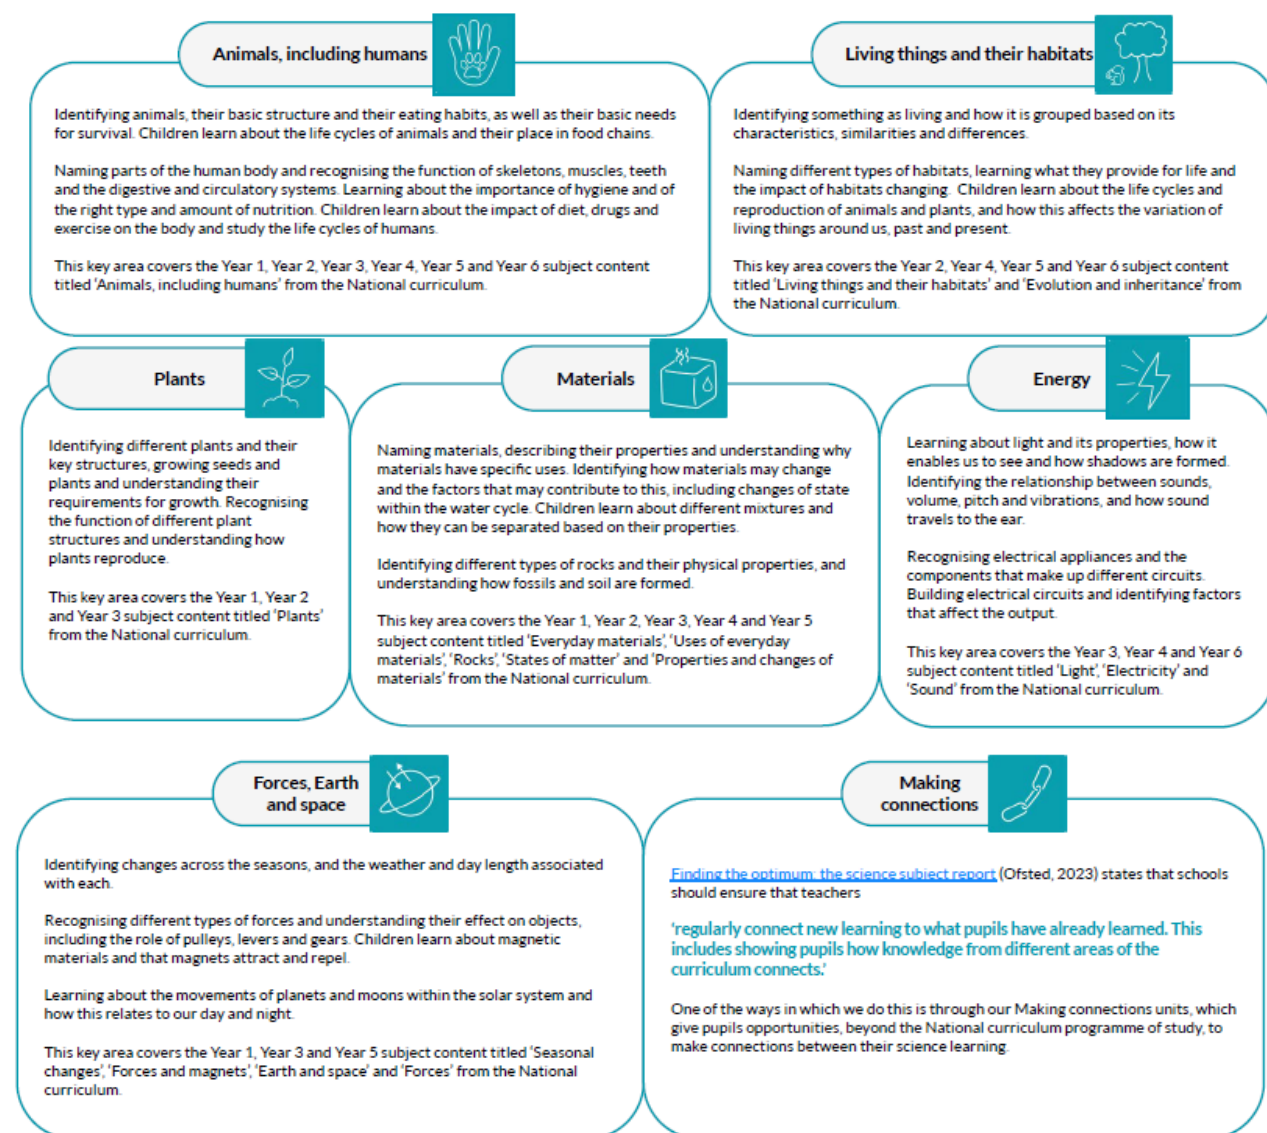 Animals, including humans
Identifying animals, their basic structure and their eating habits, as well as their basic needs
for survival. Children learn about the life cycles of animals and their place in food chains.
Naming parts of the human body and recognising the function of skeletons, muscles, teeth
and the digestive and circulatory systems. Learning about the importance of hygiene and of
the right type and amount of nutrition. Children learn about the impact of diet, drugs and
exercise on the body and study the life cycles of humans.
This key area covers the Year 1, Year 2, Year 3, Year 4, Year 5 and Year 6 subject content
titled ‘Animals, including humans’ from the National curriculum.
Living things and their habitats
Identifying something as living and how it is grouped based on its
characteristics, similarities and differences.
Naming different types of habitats, learning what they provide for life and
the impact of habitats changing. Children learn about the life cycles and
reproduction of animals and plants, and how this affects the variation of
living things around us, past and present.
This key area covers the Year 2, Year 4, Year 5 and Year 6 subject content
titled ‘Living things and their habitats’ and ‘Evolution and inheritance’ from
the National curriculum.
Plants
Identifying different plants and their
key structures, growing seeds and
plants and understanding their
requirements for growth. Recognising
the function of different plant
structures and understanding how
plants reproduce.
This key area covers the Year 1, Year 2
and Year 3 subject content titled ‘Plants’
from the National curriculum.
Materials
Naming materials, describing their properties and understanding why
materials have specific uses. Identifying how materials may change
and the factors that may contribute to this, including changes of state
within the water cycle. Children learn about different mixtures and
how they can be separated based on their properties.
Identifying different types of rocks and their physical properties, and
understanding how fossils and soil are formed.
This key area covers the Year 1, Year 2, Year 3, Year 4 and Year 5
subject content titled ‘Everyday materials’, ‘Uses of everyday
materials’, ‘Rocks’, ‘States of matter’ and ‘Properties and changes of
materials’ from the National curriculum.
Energy
Learning about light and its properties, how it
enables us to see and how shadows are formed.
Identifying the relationship between sounds,
volume, pitch and vibrations, and how sound
travels to the ear.
Recognising electrical appliances and the
components that make up different circuits.
Building electrical circuits and identifying factors
that affect the output.
This key area covers the Year 3, Year 4 and Year 6
subject content titled ‘Light’, ‘Electricity’ and
‘Sound’ from the National curriculum.
Forces, Earth
and space
Identifying changes across the seasons, and the weather and day length associated
with each.
Recognising different types of forces and understanding their effect on objects,
including the role of pulleys, levers and gears. Children learn about magnetic
materials and that magnets attract and repel.
Learning about the movements of planets and moons within the solar system and
how this relates to our day and night.
This key area covers the Year 1, Year 3 and Year 5 subject content titled ‘Seasonal
changes’, ‘Forces and magnets’, ‘Earth and space’ and ‘Forces’ from the National
curriculum.
Making
connections
Finding the optimum: the science subject report (Ofsted, 2023) states that schools
should ensure that teachers
‘regularly connect new learning to what pupils have already learned. This
includes showing pupils how knowledge from different areas of the
curriculum connects.’
One of the ways in which we do this is through our Making connections units, which
give pupils opportunities, beyond the National curriculum programme of study, to
make connections between their science learning.